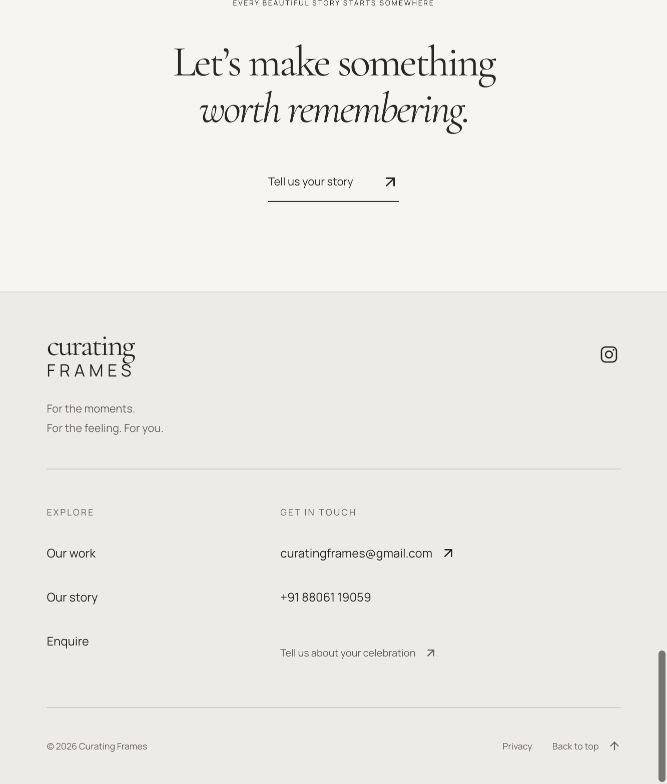 EVERY BEAUTIFUL STORY STARTS SOMEWHERE
Let's make something
worth remembering.
Tell us your story
curating
FRAMES
For the moments.
For the feeling. For you.
EXPLORE
GET IN TOUCH
Our work
curatingframes@gmail.com
Our story
+91 88061 19059
Enquire
Tell us about your celebration
© 2026 Curating Frames
Privacy
Back to top